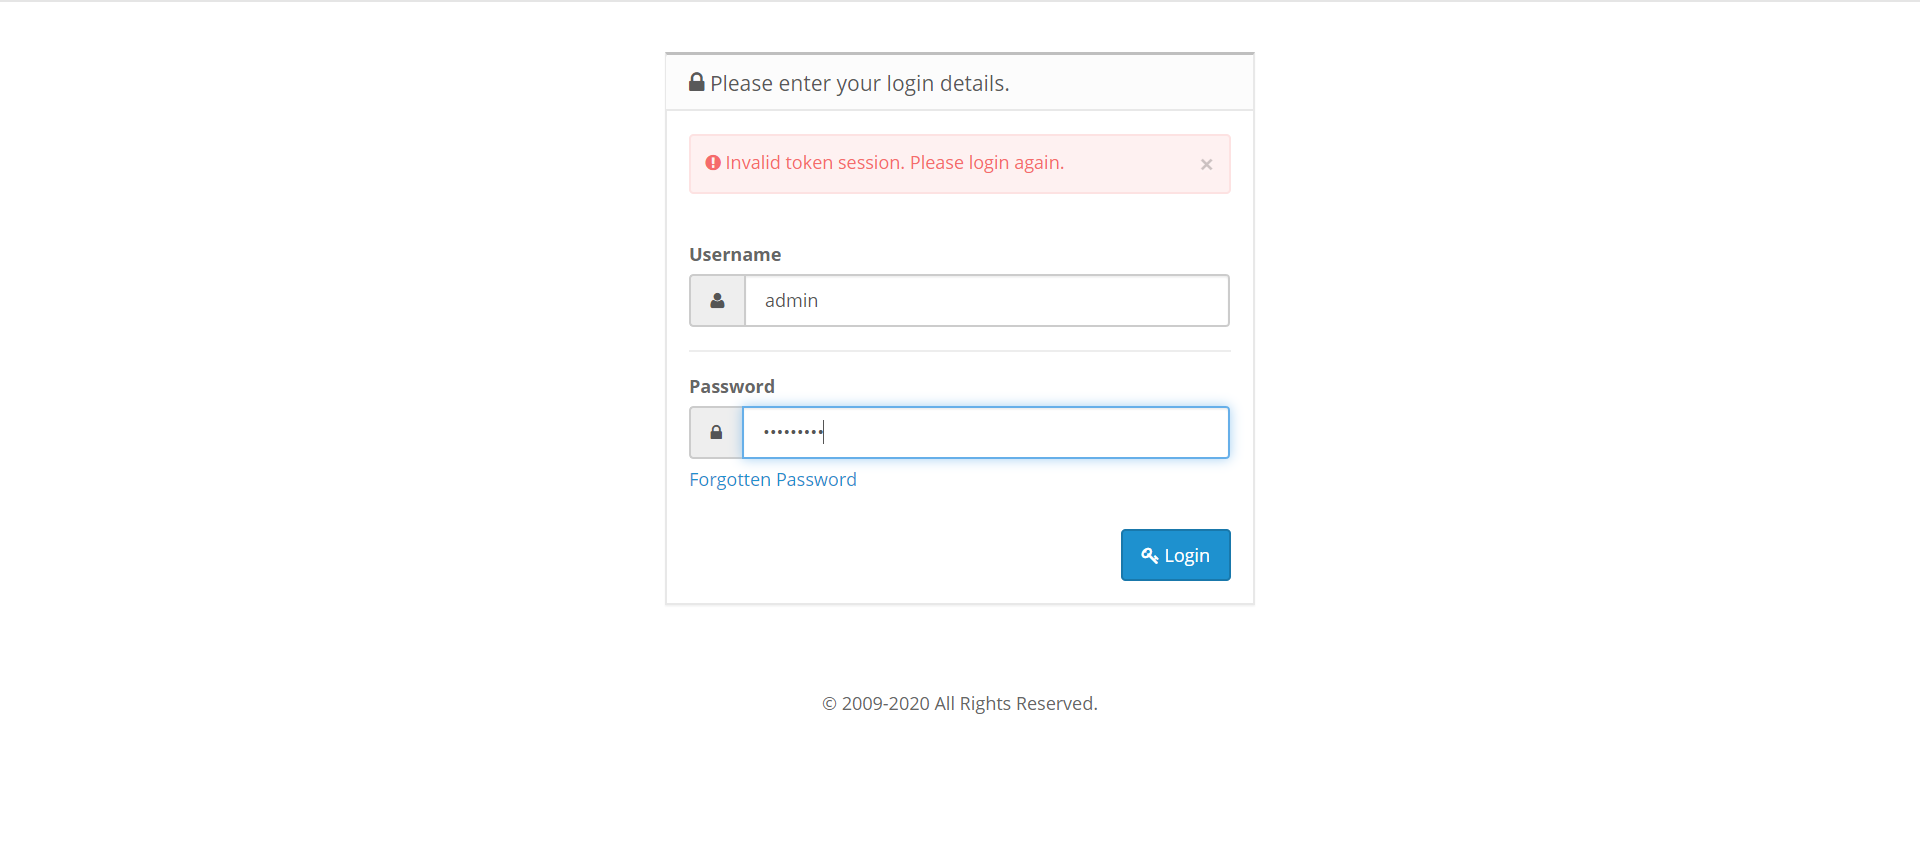 Please enter your login details.
Invalid token session. Please login again.
×
Username
admin
Password
•••••••••
Forgotten Password
Login
© 2009-2020 All Rights Reserved.